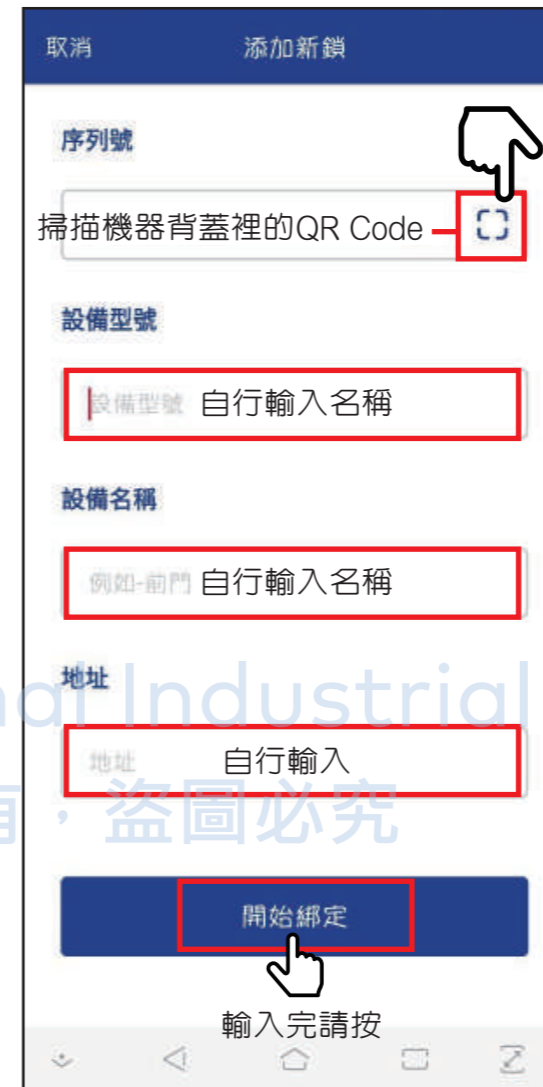 取消 添加新鎖
序列號
掃描機器背蓋裡的QR Code
設備型號
設備型號 自行輸入名稱
設備名稱
例如-前門 自行輸入名稱
地址
nal Industrial
地址 自行輸入
有，盜圖必究
開始綁定
輸入完請按